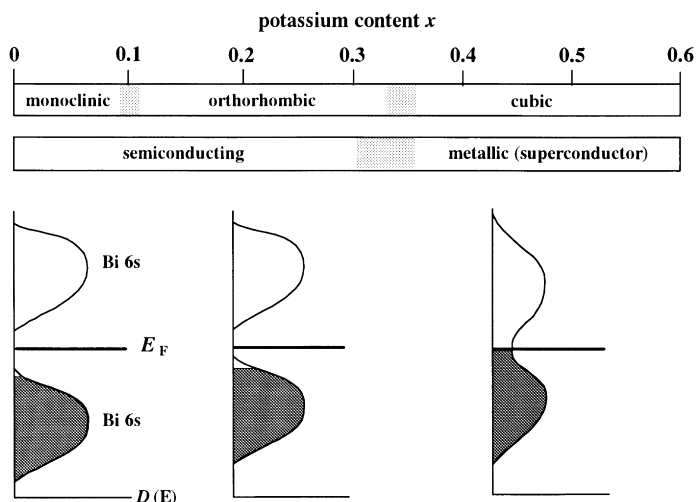 potassium content x
0 0.1 0.2 0.3 0.4 0.5 0.6
monoclinic orthorhombic cubic
semiconducting metallic (superconductor)
Bi 6s
E F
Bi 6s
D (E)